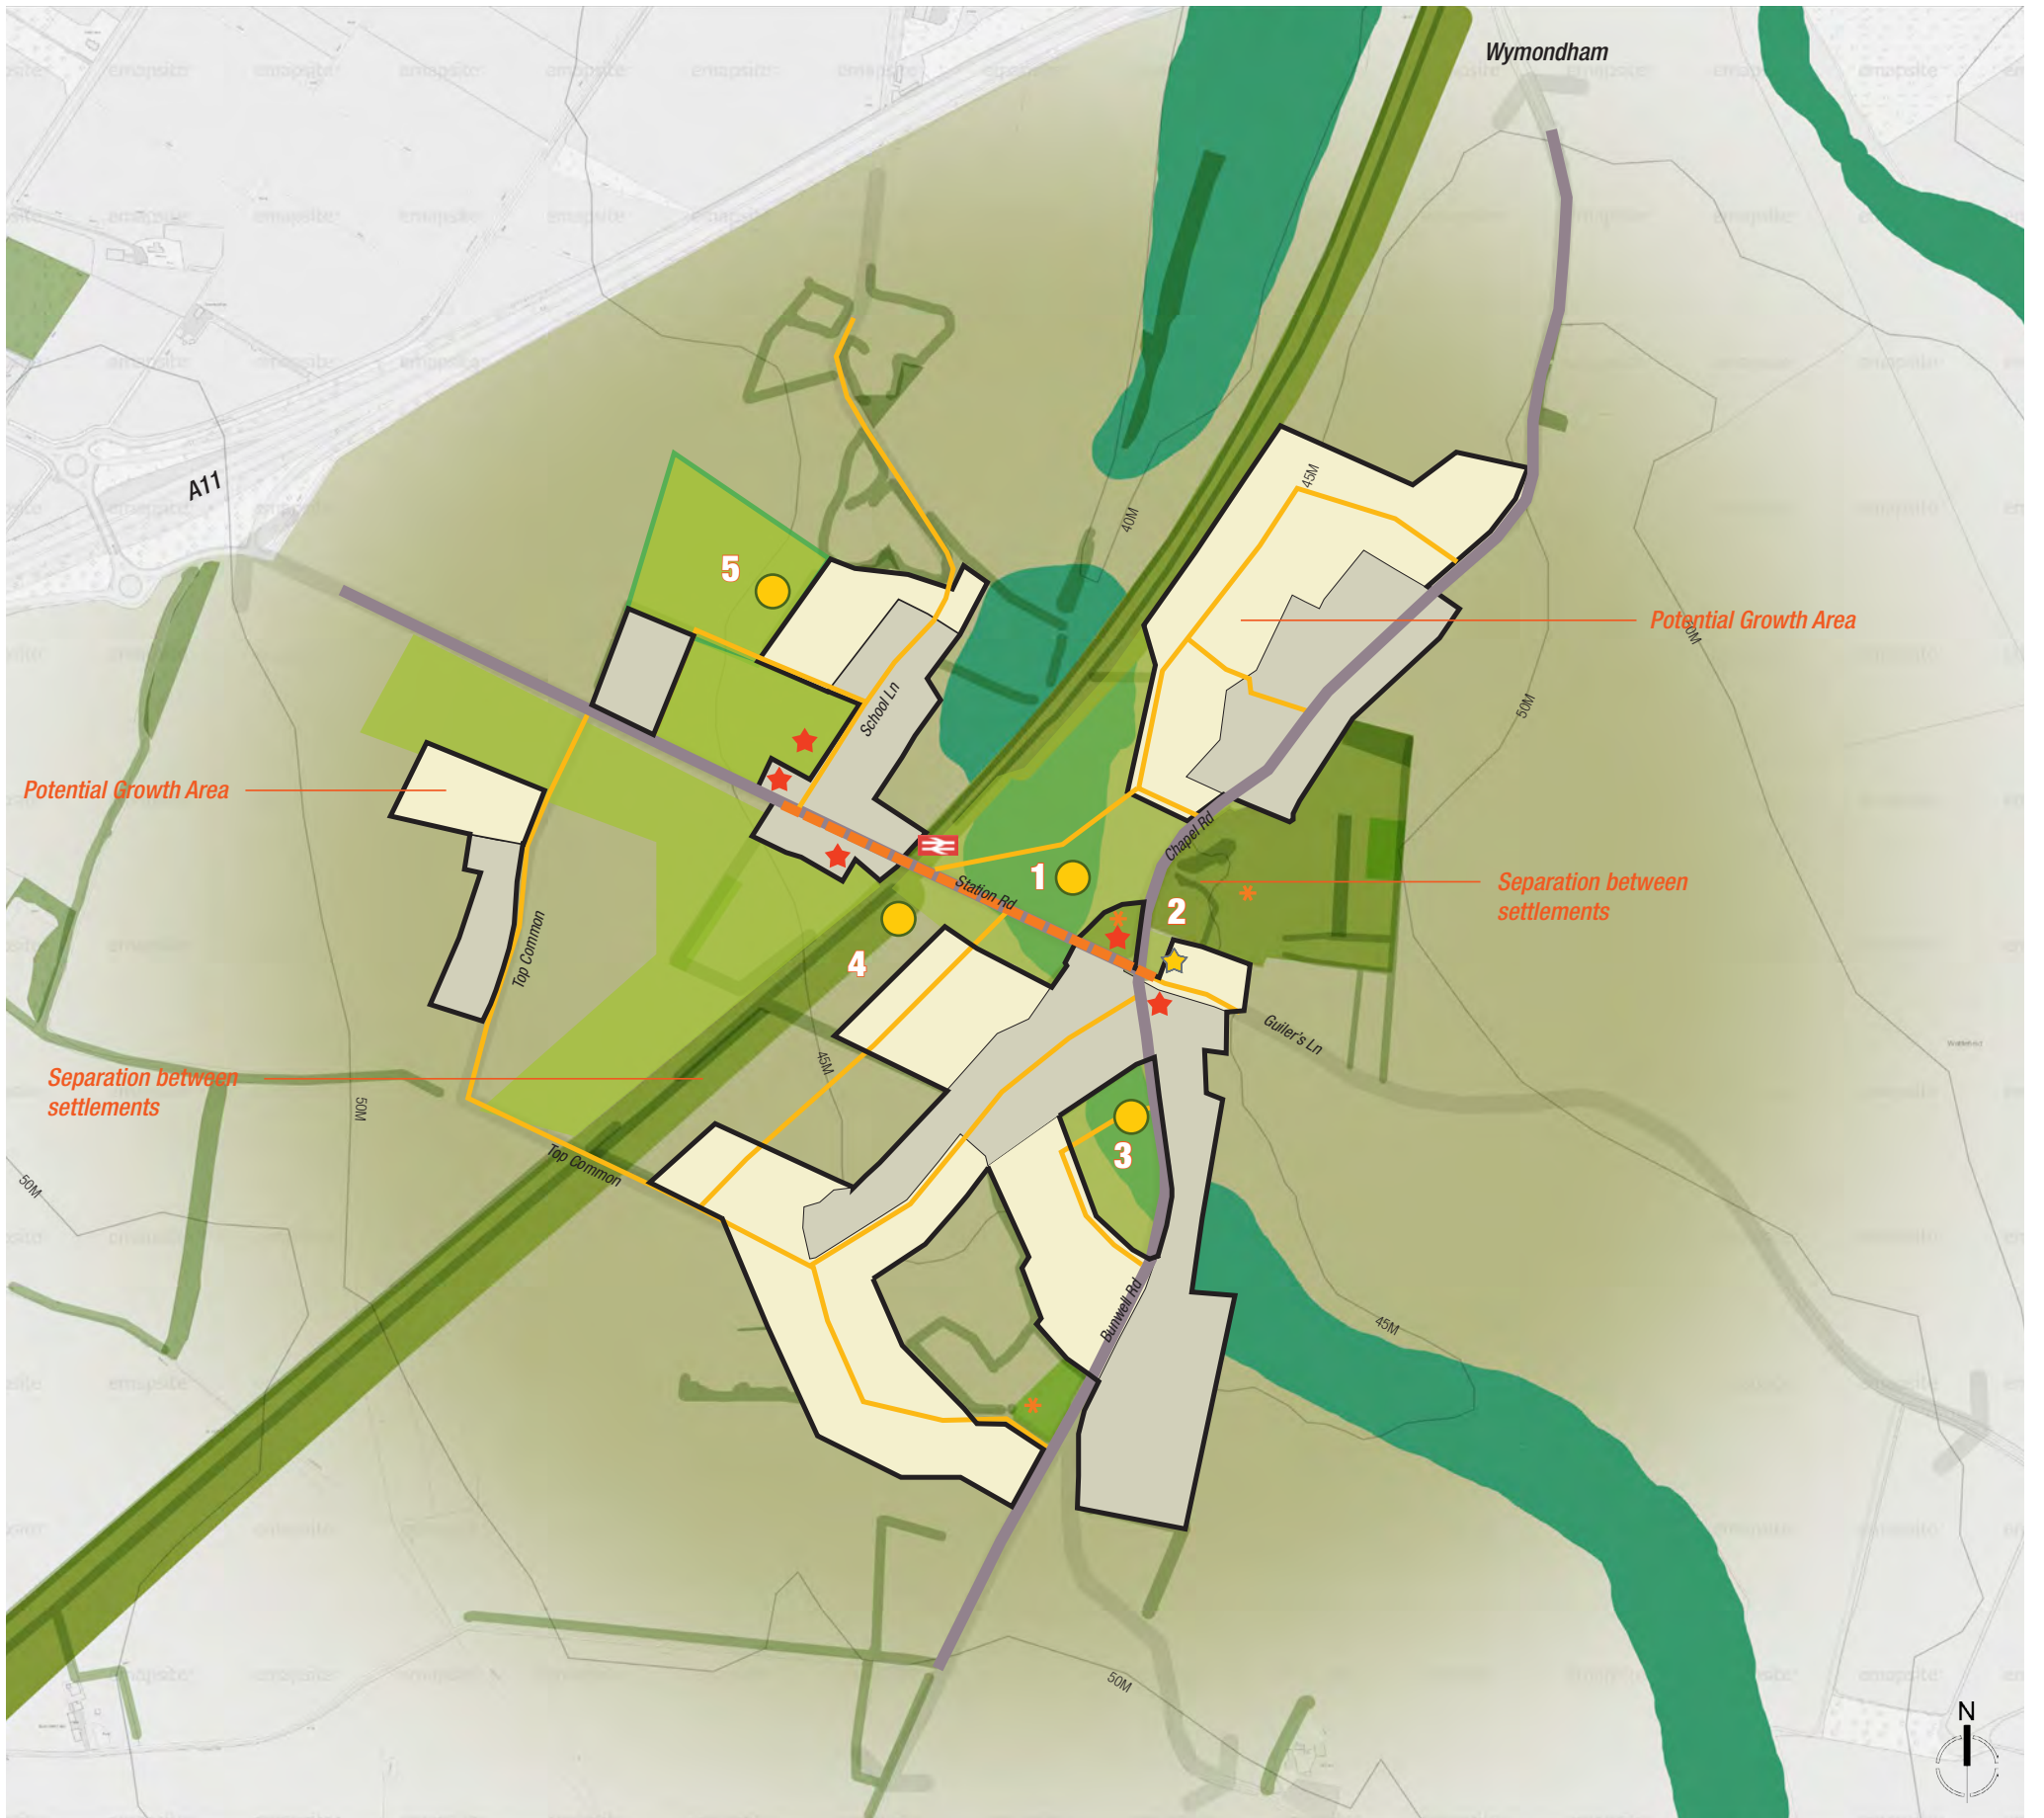 Wymondham
emapsite
A11
45M
40M
5
Potential Growth Area
50M
50M
School Ln
Potential Growth Area
Chapel Rd
Station Rd
1
2
Separation between
settlements
Top Common
4
Guiler's Ln
45M
Separation between
settlements
50M
Top Common
3
50M
Bunwell Rd
45M
50M
N